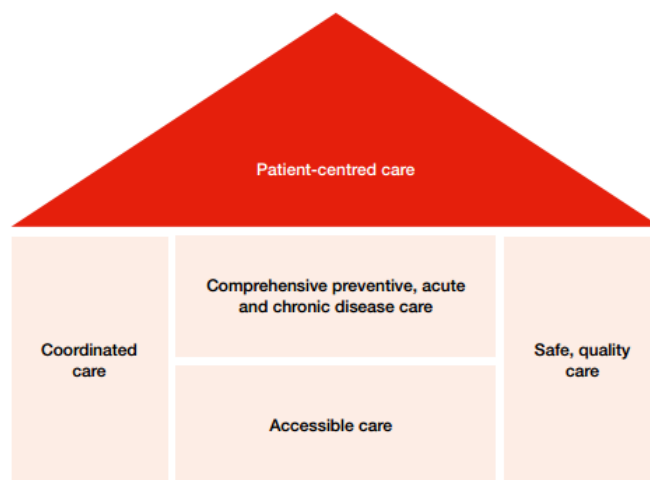 Patient-centred care
Comprehensive preventive, acute
and chronic disease care
Coordinated
care
Safe, quality
care
Accessible care